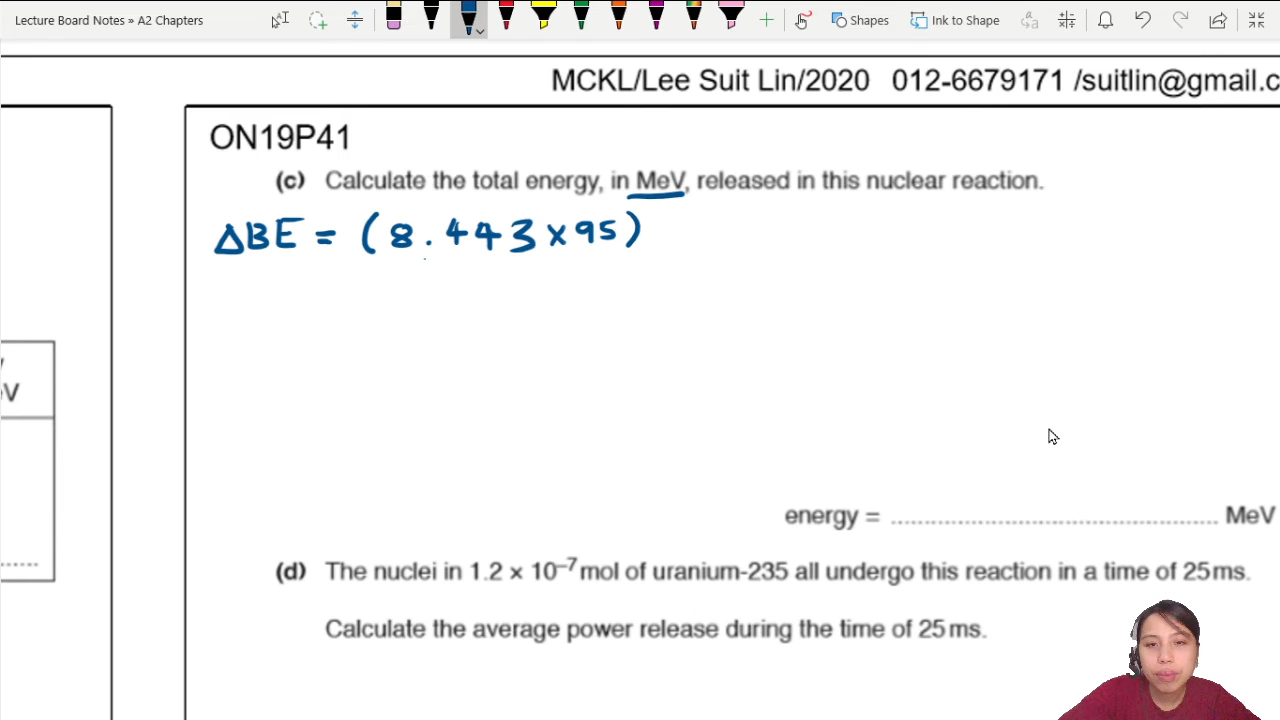 Lecture Board Notes » A2 Chapters
Shapes
Ink to Shape
MCKL/Lee Suit Lin/2020 012-6679171 /suitlin@gmail.c
ON19P41
(c) Calculate the total energy, in MeV, released in this nuclear reaction.
ΔBE = (8.443×95)
V
energy = ........................................................ MeV
(d) The nuclei in 1.2 × 10⁻⁷ mol of uranium-235 all undergo this reaction in a time of 25 ms.
Calculate the average power release during the time of 25 ms.